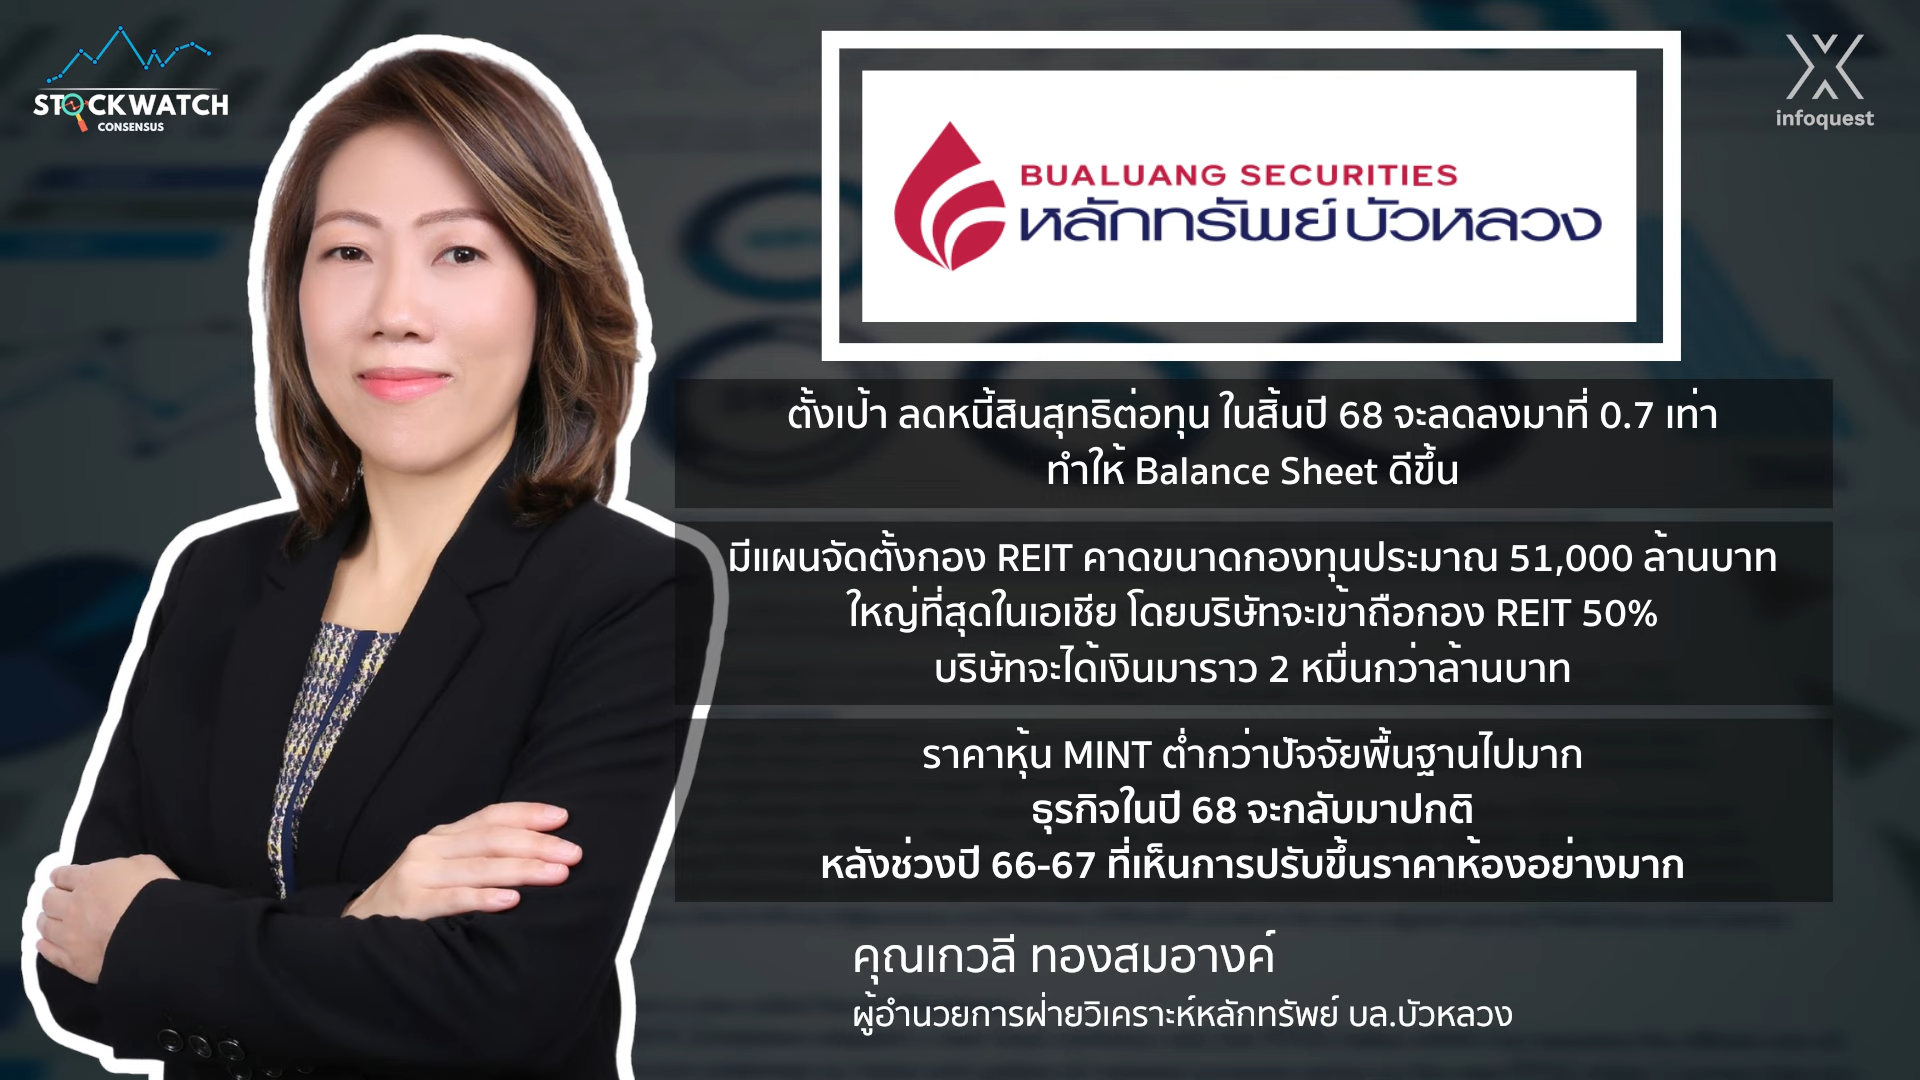 STOCKWATCH
CONSENSUS
infoquest
BUALUANG SECURITIES
หลักทรัพย์บัวหลวง
ตั้งเป้า ลดหนี้สินสุทธิต่อทุน ในสิ้นปี 68 จะลดลงมาที่ 0.7 เท่า
ทำให้ Balance Sheet ดีขึ้น
มีแผนจัดตั้งกอง REIT คาดขนาดกองทุนประมาณ 51,000 ล้านบาท
ใหญ่ที่สุดในเอเชีย โดยบริษัทจะเข้าถือกอง REIT 50%
บริษัทจะได้เงินมาราว 2 หมื่นกว่าล้านบาท
ราคาหุ้น MINT ต่ำกว่าปัจจัยพื้นฐานไปมาก
ธุรกิจในปี 68 จะกลับมาปกติ
หลังช่วงปี 66-67 ที่เห็นการปรับขึ้นราคาห้องอย่างมาก
คุณเกวลี ทองสมอางค์
ผู้อำนวยการฝ่ายวิเคราะห์หลักทรัพย์ บล.บัวหลวง